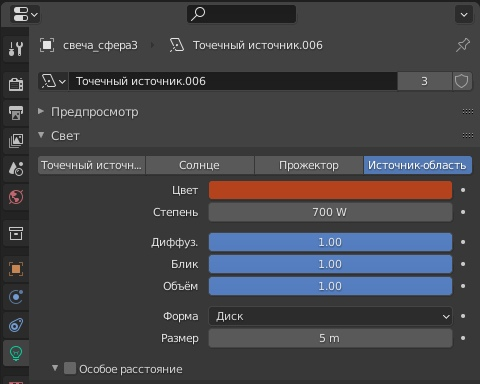 свеча_сфера3 Точечный источник.006
Точечный источник.006 3
Предпросмотр
Свет
Точечный источн... Солнце Прожектор Источник-область
Цвет
Степень 700 W
Диффуз. 1.00
Блик 1.00
Объём 1.00
Форма Диск
Размер 5 m
Особое расстояние